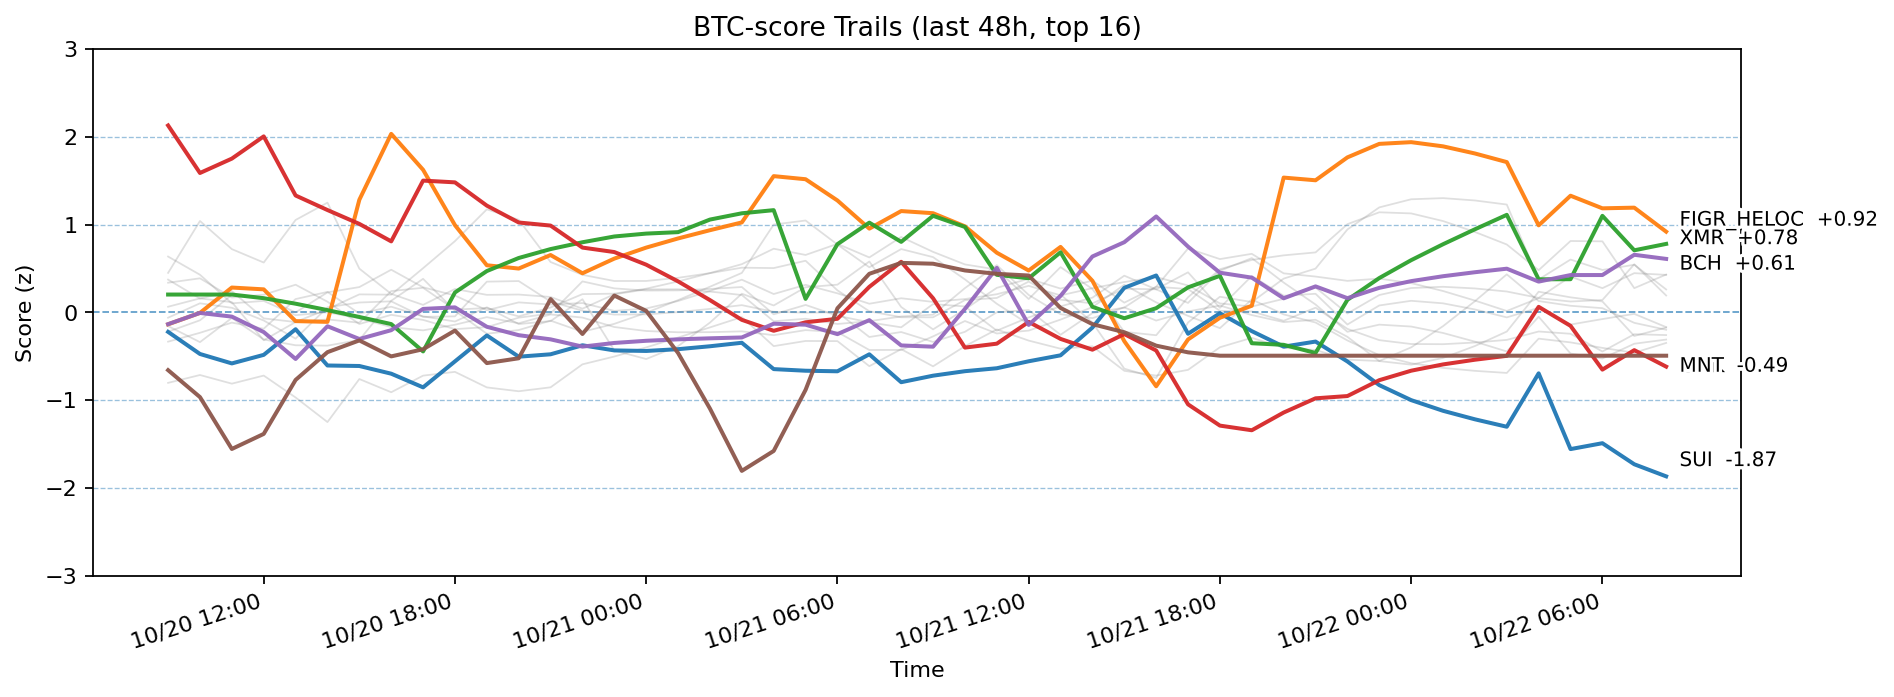 BTC-score Trails (last 48h, top 16)
Score (z)
3
2
1
0
−1
−2
−3
FIGR_HELOC +0.92
XMR +0.78
BCH +0.61
MNT -0.49
SUI -1.87
10/20 12:00
10/20 18:00
10/21 00:00
10/21 06:00
10/21 12:00
10/21 18:00
10/22 00:00
10/22 06:00
Time